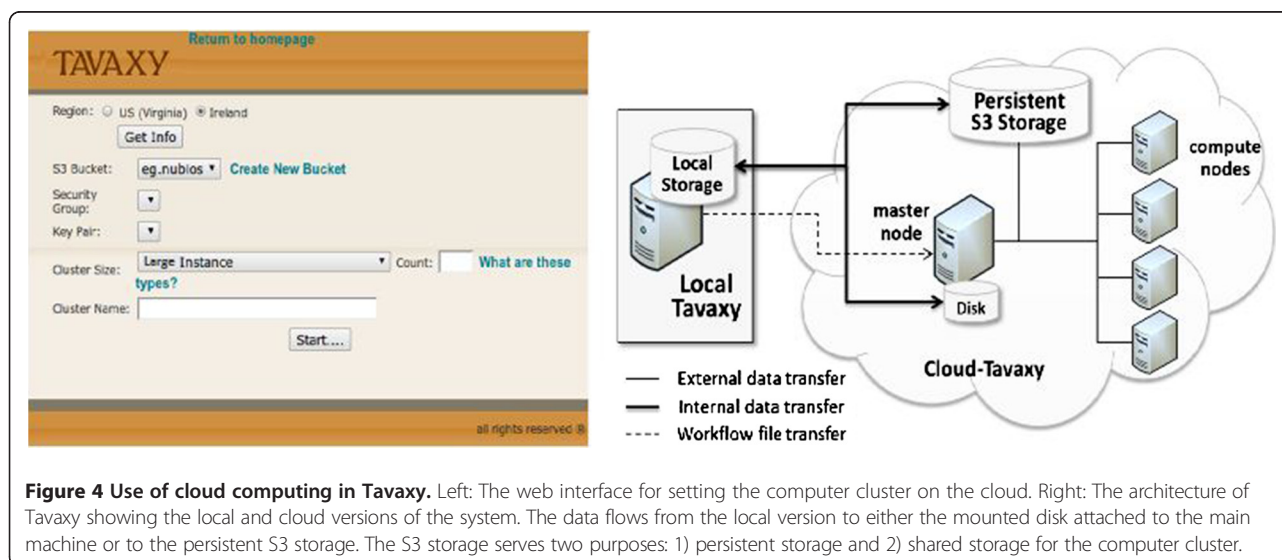 Return to homepage
TAVAXY
Region: US (Virginia) Ireland
Get Info
S3 Bucket: eg.nubios Create New Bucket
Security
Group:
Key Pair:
Cluster Size: Large Instance Count: What are these
types?
Cluster Name:
Start....
all rights reserved ®
Persistent
S3 Storage
Local
Storage
compute
nodes
master
node
Local
Tavaxy
Disk
Cloud-Tavaxy
External data transfer
Internal data transfer
Workflow file transfer
Figure 4 Use of cloud computing in Tavaxy. Left: The web interface for setting the computer cluster on the cloud. Right: The architecture of
Tavaxy showing the local and cloud versions of the system. The data flows from the local version to either the mounted disk attached to the main
machine or to the persistent S3 storage. The S3 storage serves two purposes: 1) persistent storage and 2) shared storage for the computer cluster.